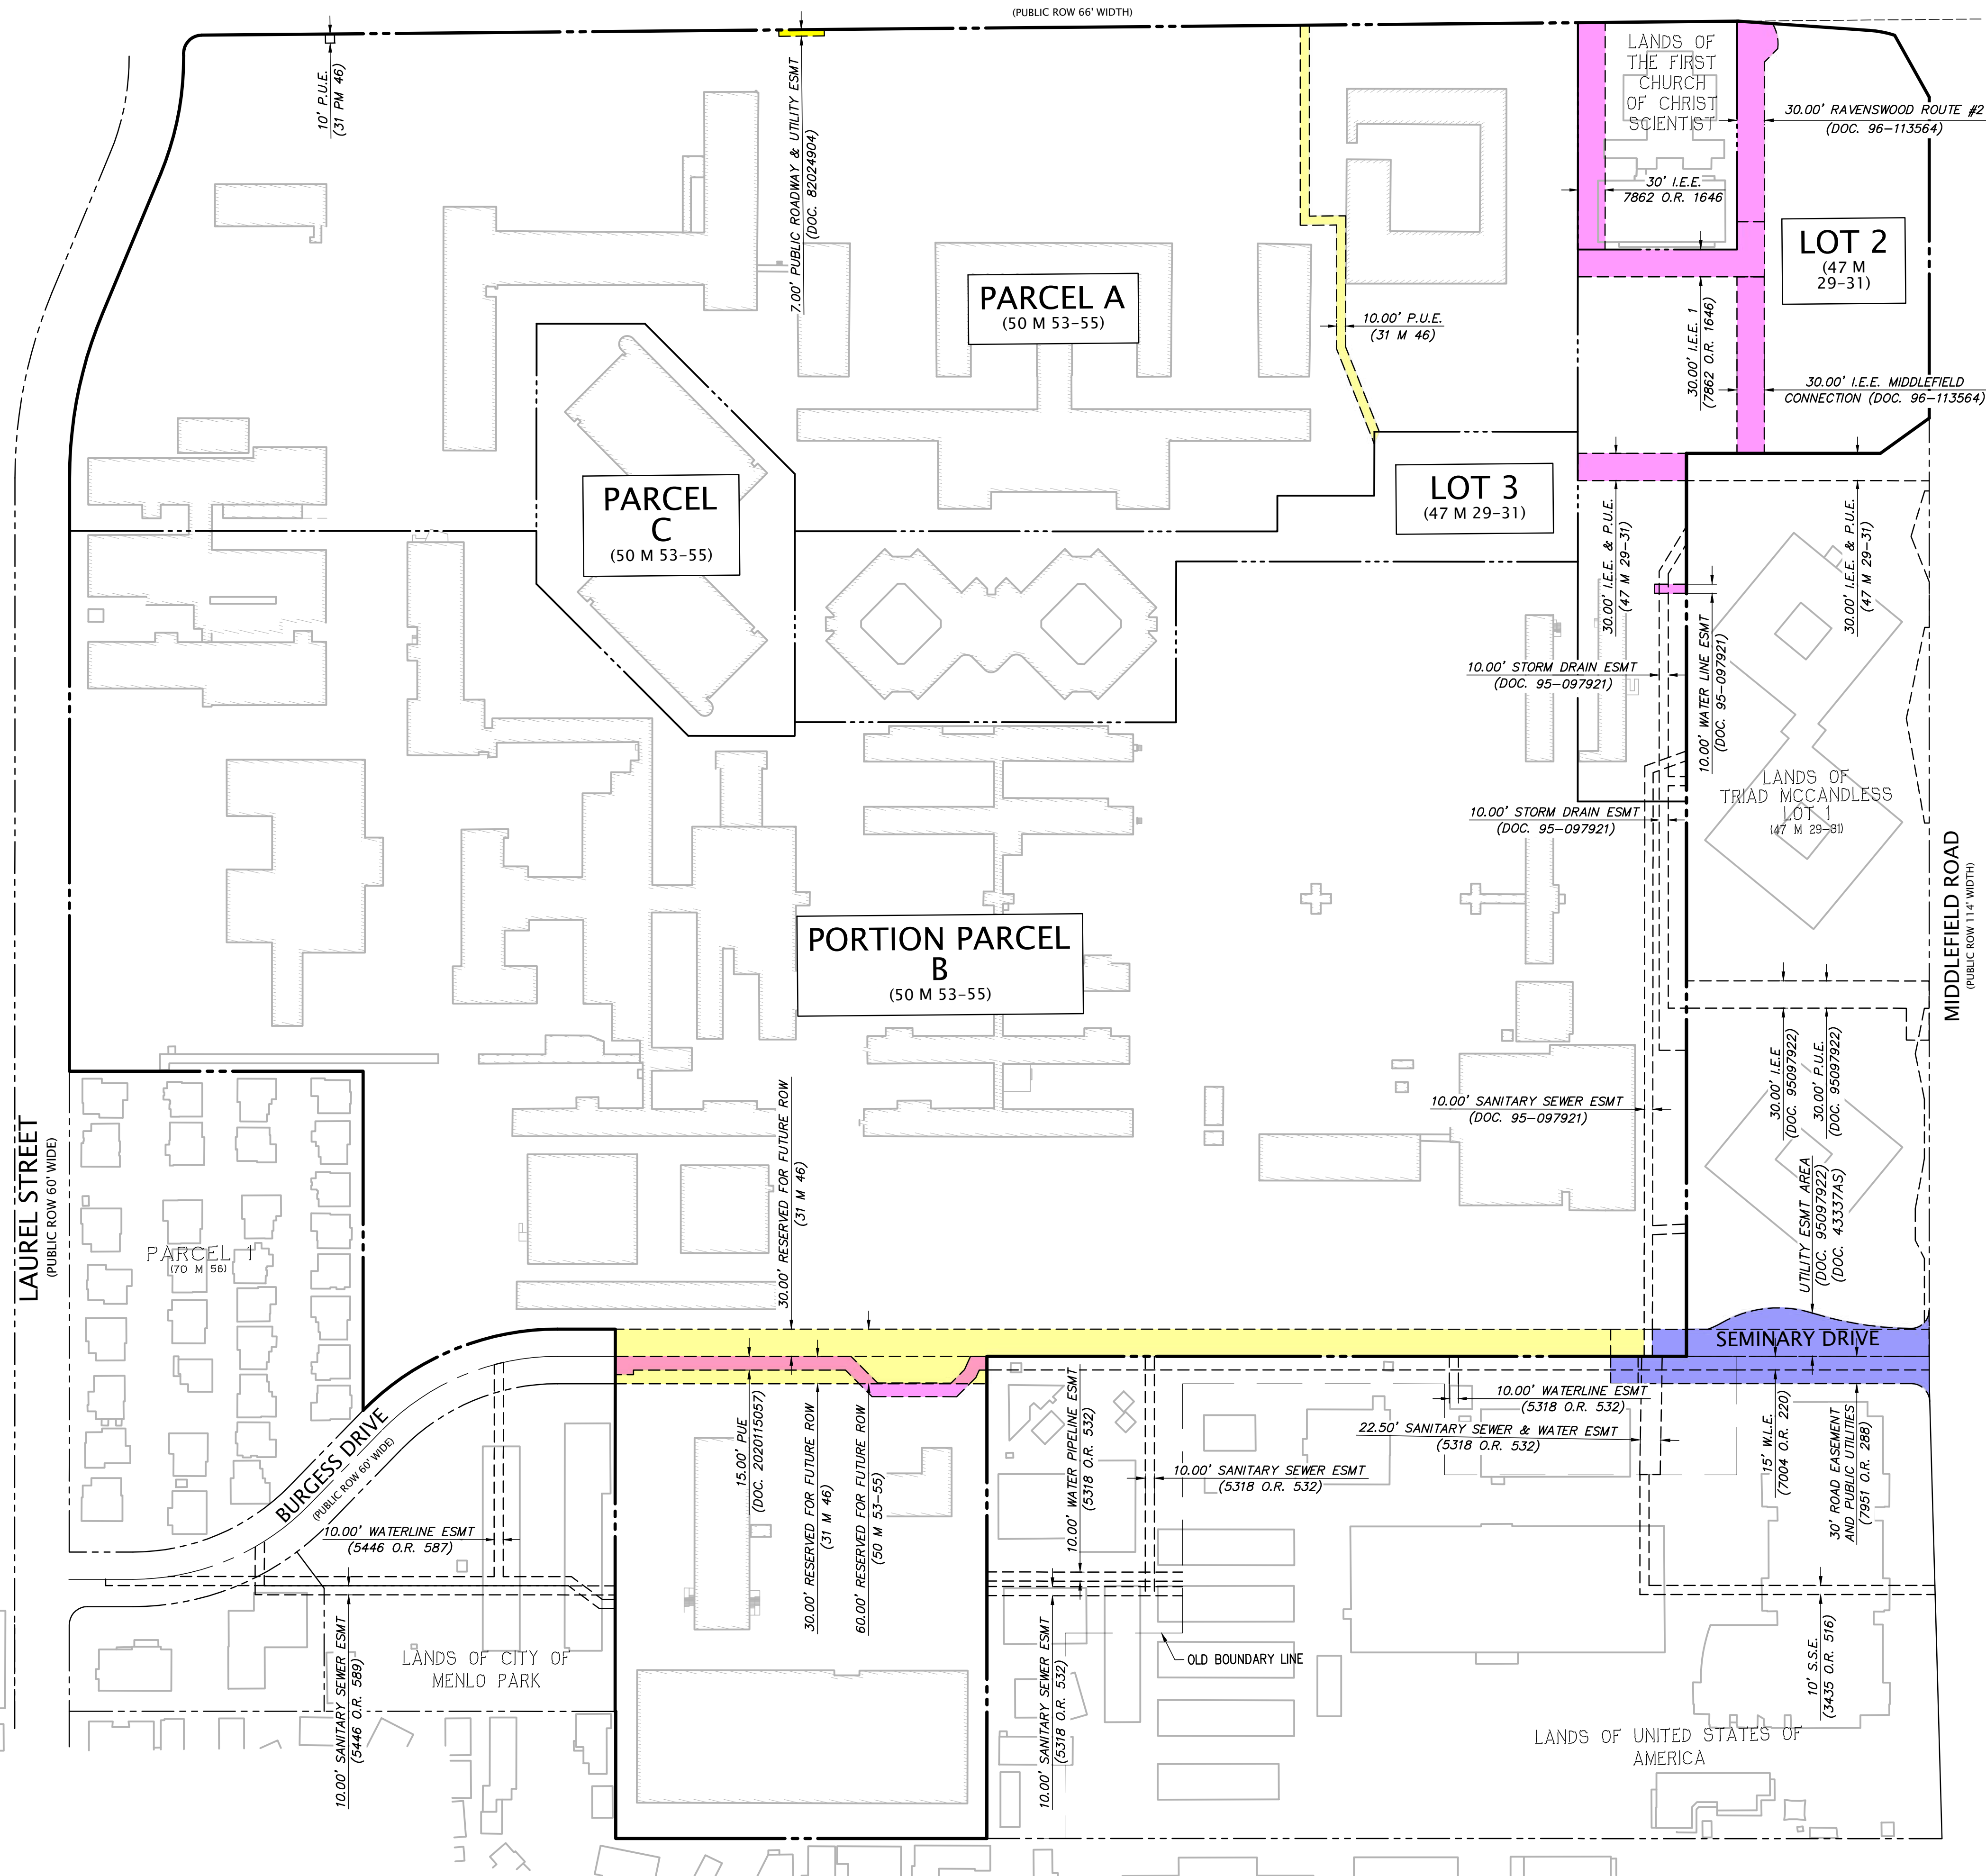 (PUBLIC ROW 66' WIDTH)
10' P.U.E.
(31 PM 46)
7.00' PUBLIC ROADWAY & UTILITY ESMT
(DOC. 82024904)
LANDS OF
THE FIRST
CHURCH
OF CHRIST
SCIENTIST
30.00' RAVENSWOOD ROUTE #2
(DOC. 96-113564)
30' I.E.E.
7862 O.R. 1646
LOT 2
(47 M
29-31)
PARCEL A
(50 M 53-55)
10.00' P.U.E.
(31 M 46)
30.00' I.E.E. 1
(7862 O.R. 1646)
30.00' I.E.E. MIDDLEFIELD
CONNECTION (DOC. 96-113564)
PARCEL
C
(50 M 53-55)
LOT 3
(47 M 29-31)
30.00' I.E.E. & P.U.E.
(47 M 29-31)
30.00' I.E.E. & P.U.E.
(47 M 29-31)
10.00' WATER LINE ESMT
(DOC. 95-097921)
10.00' STORM DRAIN ESMT
(DOC. 95-097921)
LANDS OF
TRIAD MCCANDLESS
LOT 1
(47 M 29-31)
10.00' STORM DRAIN ESMT
(DOC. 95-097921)
MIDDLEFIELD ROAD
(PUBLIC ROW 114' WIDTH)
PORTION PARCEL
B
(50 M 53-55)
30.00' I.E.E
(DOC. 95097922)
30.00' P.U.E.
(DOC. 95097922)
10.00' SANITARY SEWER ESMT
(DOC. 95-097921)
30.00' RESERVED FOR FUTURE ROW
(31 M 46)
UTILITY ESMT AREA
(DOC. 95097922)
(DOC. 43337AS)
LAUREL STREET
(PUBLIC ROW 60' WIDE)
PARCEL 1
(70 M 56)
SEMINARY DRIVE
BURGESS DRIVE
(PUBLIC ROW 60' WIDE)
15.00' PUE
(DOC. 2020115057)
30.00' RESERVED FOR FUTURE ROW
(31 M 46)
60.00' RESERVED FOR FUTURE ROW
(50 M 53-55)
10.00' WATER PIPELINE ESMT
(5318 O.R. 532)
10.00' WATERLINE ESMT
(5318 O.R. 532)
22.50' SANITARY SEWER & WATER ESMT
(5318 O.R. 532)
10.00' SANITARY SEWER ESMT
(5318 O.R. 532)
15' W.L.E.
(7004 O.R. 220)
30' ROAD EASEMENT
AND PUBLIC UTILITIES
(7951 O.R. 288)
10.00' WATERLINE ESMT
(5446 O.R. 587)
10.00' SANITARY SEWER ESMT
(5446 O.R. 589)
LANDS OF CITY OF
MENLO PARK
10.00' SANITARY SEWER ESMT
(5318 O.R. 532)
OLD BOUNDARY LINE
10' S.S.E.
(3435 O.R. 516)
LANDS OF UNITED STATES OF
AMERICA